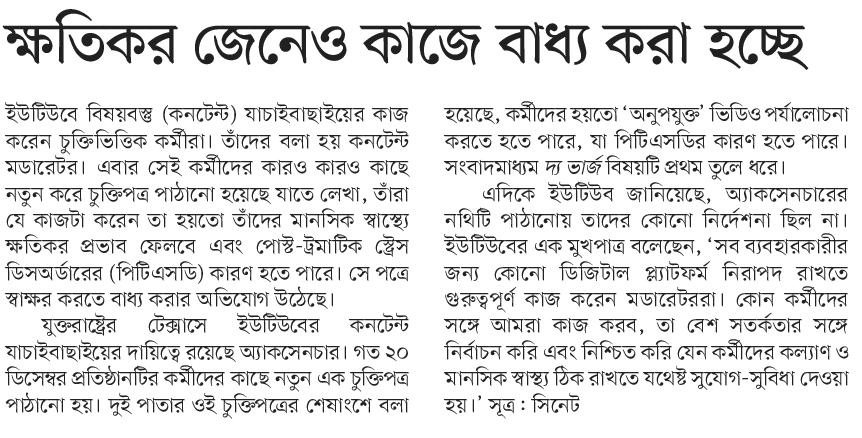 ক্ষতিকর জেনেও কাজে বাধ্য করা হচ্ছে
ইউটিউবে বিষয়বস্তু (কনটেন্ট) যাচাইবাছাইয়ের কাজ
করেন চুক্তিভিত্তিক কর্মীরা। তাঁদের বলা হয় কনটেন্ট
মডারেটর। এবার সেই কর্মীদের কারও কারও কাছে
নতুন করে চুক্তিপত্র পাঠানো হয়েছে যাতে লেখা, তাঁরা
যে কাজটা করেন তা হয়তো তাঁদের মানসিক স্বাস্থ্যে
ক্ষতিকর প্রভাব ফেলবে এবং পোস্ট-ট্রমাটিক স্ট্রেস
ডিসঅর্ডারের (পিটিএসডি) কারণ হতে পারে। সে পত্রে
স্বাক্ষর করতে বাধ্য করার অভিযোগ উঠেছে।
যুক্তরাষ্ট্রের টেক্সাসে ইউটিউবের কনটেন্ট
যাচাইবাছাইয়ের দায়িত্বে রয়েছে অ্যাকসেনচার। গত ২০
ডিসেম্বর প্রতিষ্ঠানটির কর্মীদের কাছে নতুন এক চুক্তিপত্র
পাঠানো হয়। দুই পাতার ওই চুক্তিপত্রের শেষাংশে বলা
হয়েছে, কর্মীদের হয়তো ‘অনুপযুক্ত’ ভিডিও পর্যালোচনা
করতে হতে পারে, যা পিটিএসডির কারণ হতে পারে।
সংবাদমাধ্যম দ্য ভার্জ বিষয়টি প্রথম তুলে ধরে।
এদিকে ইউটিউব জানিয়েছে, অ্যাকসেনচারের
নথিটি পাঠানোয় তাদের কোনো নির্দেশনা ছিল না।
ইউটিউবের এক মুখপাত্র বলেছেন, ‘সব ব্যবহারকারীর
জন্য কোনো ডিজিটাল প্ল্যাটফর্ম নিরাপদ রাখতে
গুরুত্বপূর্ণ কাজ করেন মডারেটররা। কোন কর্মীদের
সঙ্গে আমরা কাজ করব, তা বেশ সতর্কতার সঙ্গে
নির্বাচন করি এবং নিশ্চিত করি যেন কর্মীদের কল্যাণ ও
মানসিক স্বাস্থ্য ঠিক রাখতে যথেষ্ট সুযোগ-সুবিধা দেওয়া
হয়।’ সূত্র : সিনেট